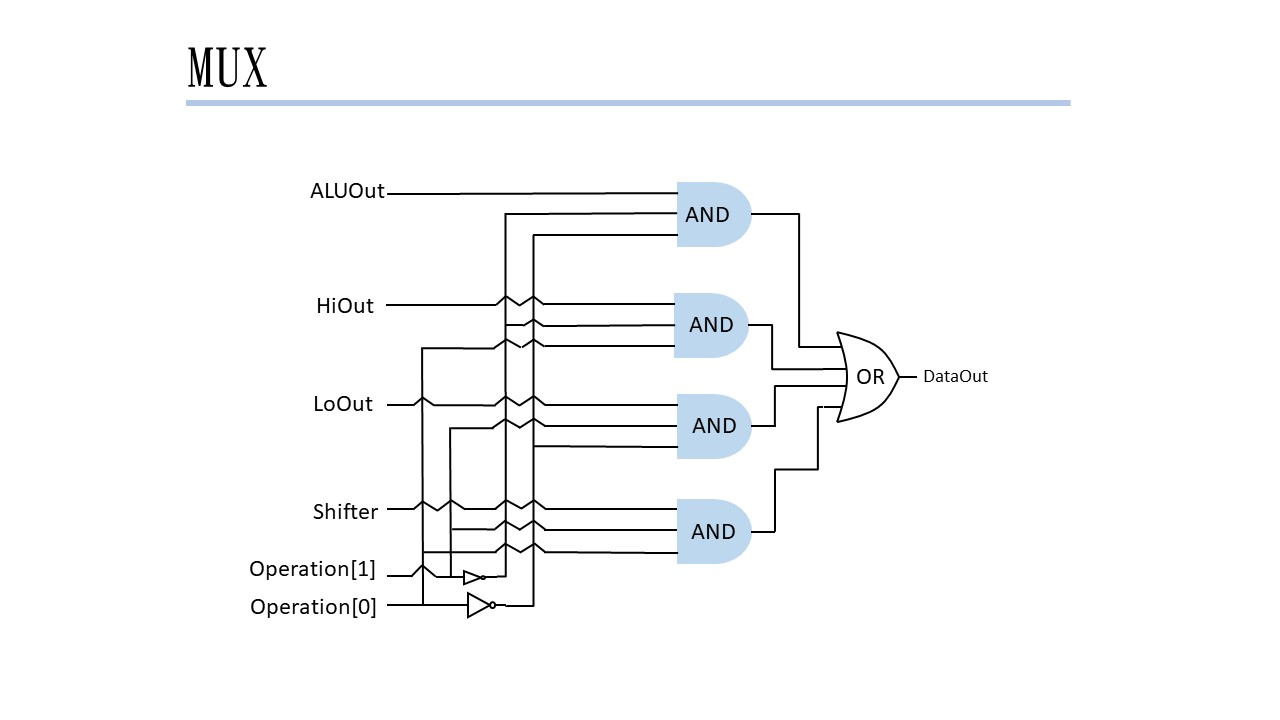 MUX
ALUOut
AND
HiOut
AND
OR
DataOut
LoOut
AND
Shifter
AND
Operation[1]
Operation[0]